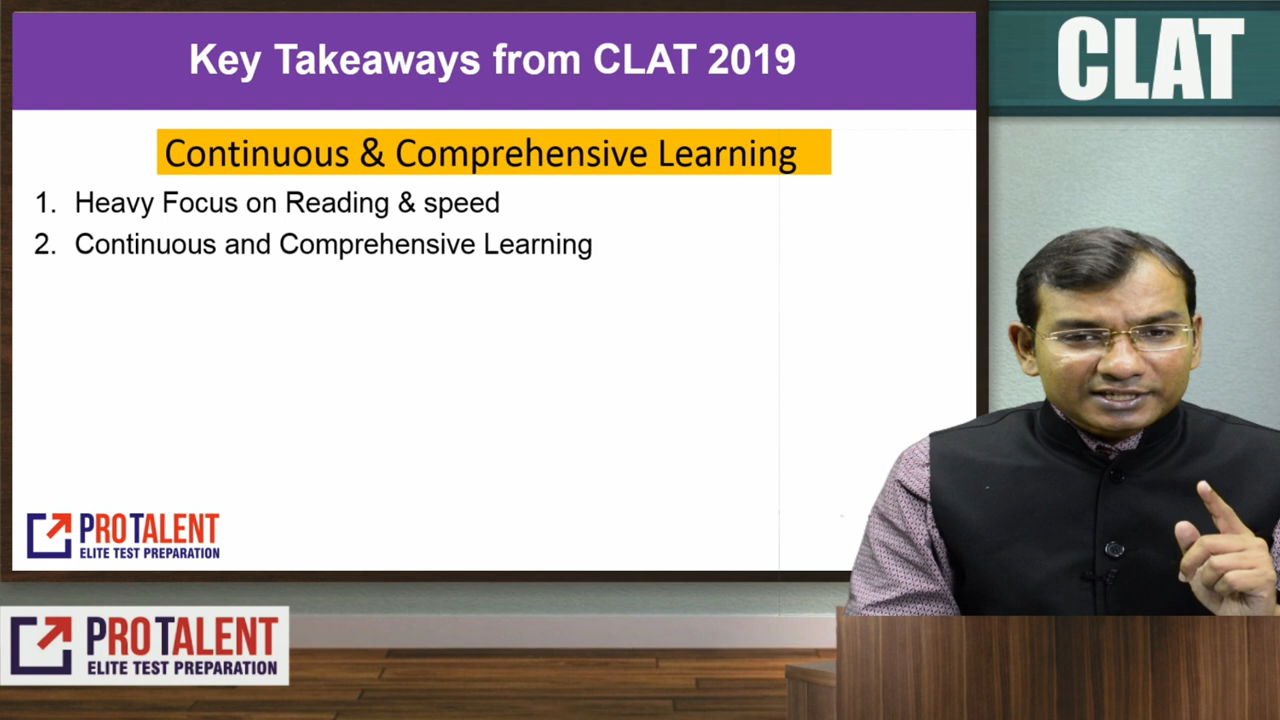 Key Takeaways from CLAT 2019
CLAT
Continuous & Comprehensive Learning
1. Heavy Focus on Reading & speed
2. Continuous and Comprehensive Learning
PROTALENT
ELITE TEST PREPARATION
PROTALENT
ELITE TEST PREPARATION